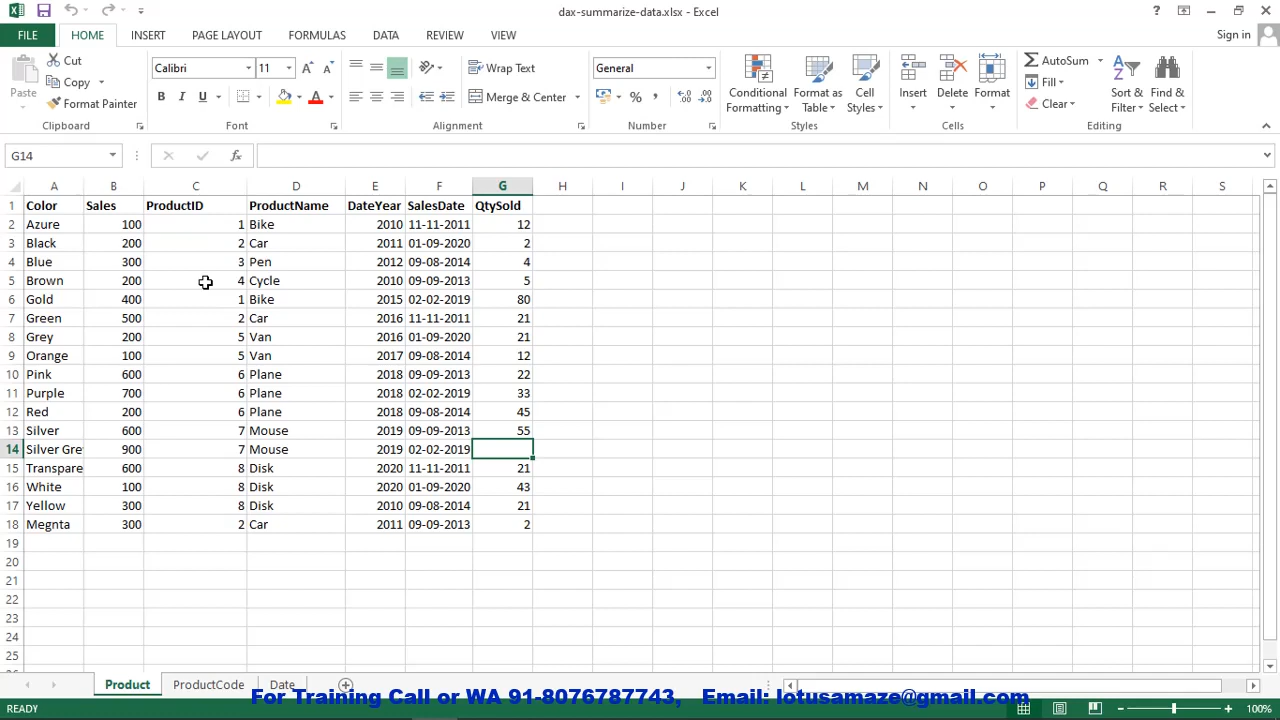 dax-summarize-data.xlsx - Excel
FILE HOME INSERT PAGE LAYOUT FORMULAS DATA REVIEW VIEW Sign in
Paste Cut Copy Format Painter
Clipboard
Calibri 11
B I U A
Font
Wrap Text
Merge & Center
Alignment
General
%
Number
Conditional Formatting Format as Table Cell Styles
Styles
Insert Delete Format
Cells
AutoSum Fill Clear Sort & Filter Find & Select
Editing
G14 fx
A B C D E F G H I J K L M N O P Q R S
1 Color Sales ProductID ProductName DateYear SalesDate QtySold
2 Azure 100 1 Bike 2010 11-11-2011 12
3 Black 200 2 Car 2011 01-09-2020 2
4 Blue 300 3 Pen 2012 09-08-2014 4
5 Brown 200 4 Cycle 2010 09-09-2013 5
6 Gold 400 1 Bike 2015 02-02-2019 80
7 Green 500 2 Car 2016 11-11-2011 21
8 Grey 200 5 Van 2016 01-09-2020 21
9 Orange 100 5 Van 2017 09-08-2014 12
10 Pink 600 6 Plane 2018 09-09-2013 22
11 Purple 700 6 Plane 2018 02-02-2019 33
12 Red 200 6 Plane 2018 09-08-2014 45
13 Silver 600 7 Mouse 2019 09-09-2013 55
14 Silver Gre 900 7 Mouse 2019 02-02-2019
15 Transpare 600 8 Disk 2020 11-11-2011 21
16 White 100 8 Disk 2020 01-09-2020 43
17 Yellow 300 8 Disk 2010 09-08-2014 21
18 Megnta 300 2 Car 2011 09-09-2013 2
19
20
21
22
23
24
25
Product ProductCode Date
For Training Call or WA 91-8076787743, Email: lotusamaze@gmail.com
READY 100%